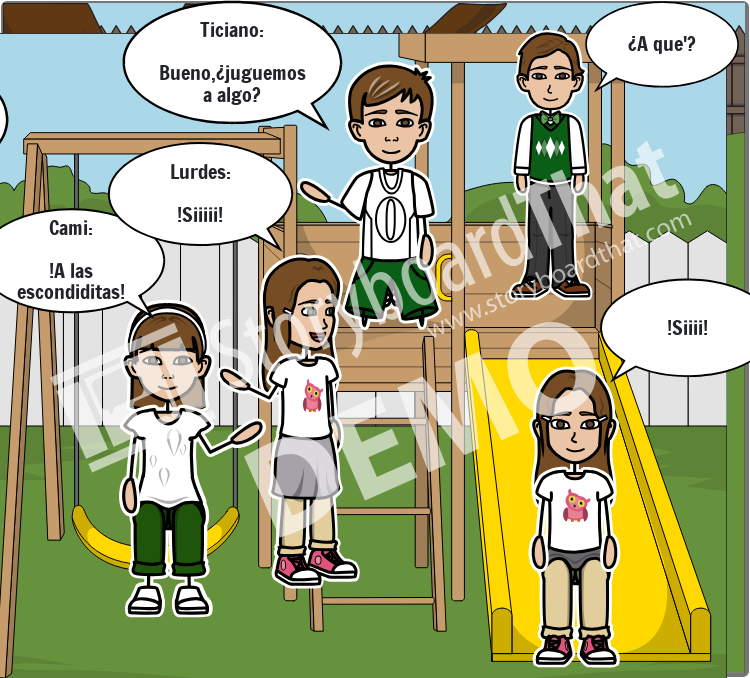 Ticiano:
Bueno,¿juguemos
a algo?
¿A que'?
Lurdes:
!Siiiii!
Cami:
!A las
escondiditas!
!Siiii!
StoryboardThat
www.storyboardthat.com
DEMO